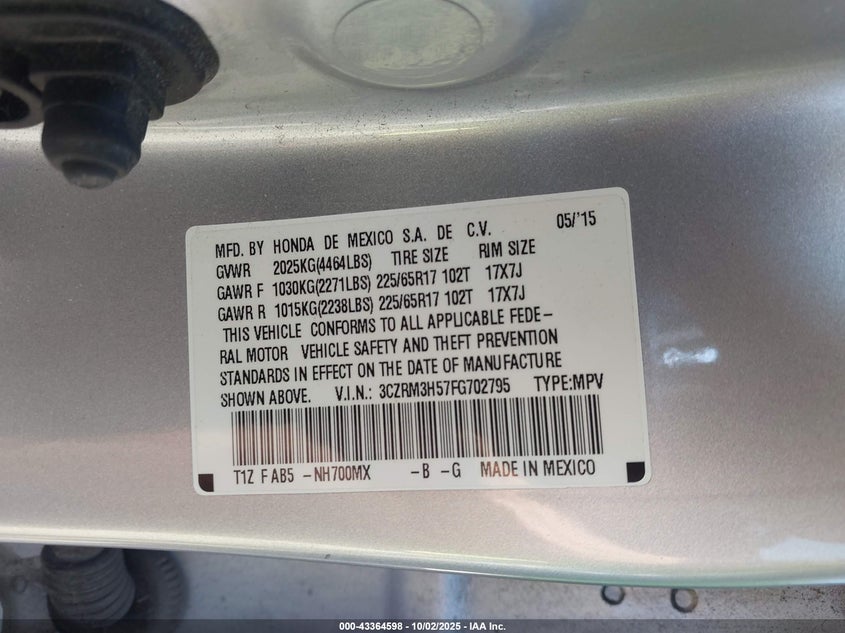 MFD. BY HONDA DE MEXICO S.A. DE C.V. 05/'15
GVWR 2025KG(4464LBS) TIRE SIZE RIM SIZE
GAWR F 1030KG(2271LBS) 225/65R17 102T 17X7J
GAWR R 1015KG(2238LBS) 225/65R17 102T 17X7J
THIS VEHICLE CONFORMS TO ALL APPLICABLE FEDE-
RAL MOTOR VEHICLE SAFETY AND THEFT PREVENTION
STANDARDS IN EFFECT ON THE DATE OF MANUFACTURE
SHOWN ABOVE. V.I.N.: 3CZRM3H57FG702795 TYPE:MPV
T1Z F AB5 -NH700MX -B -G MADE IN MEXICO
000-43364598 - 10/02/2025 - IAA Inc.